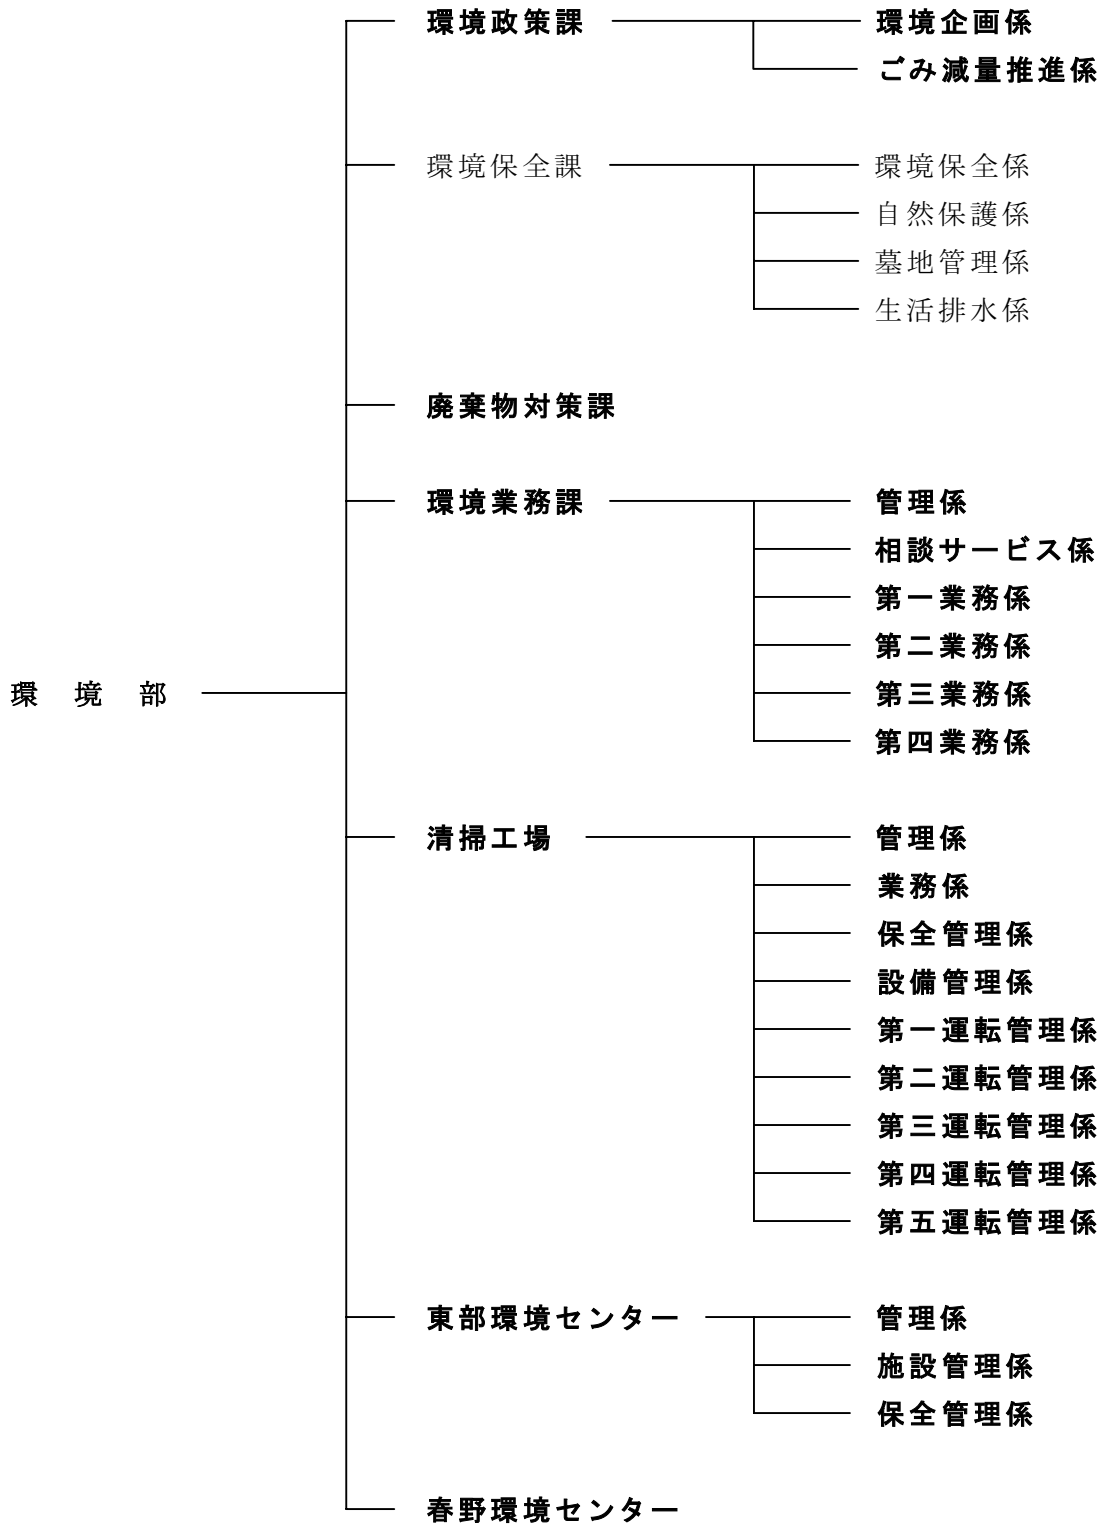 環境政策課 環境企画係
ごみ減量推進係
環境保全課 環境保全係
自然保護係
墓地管理係
生活排水係
廃棄物対策課
環境業務課 管理係
相談サービス係
第一業務係
第二業務係
環境部 第三業務係
第四業務係
清掃工場 管理係
業務係
保全管理係
設備管理係
第一運転管理係
第二運転管理係
第三運転管理係
第四運転管理係
第五運転管理係
東部環境センター 管理係
施設管理係
保全管理係
春野環境センター